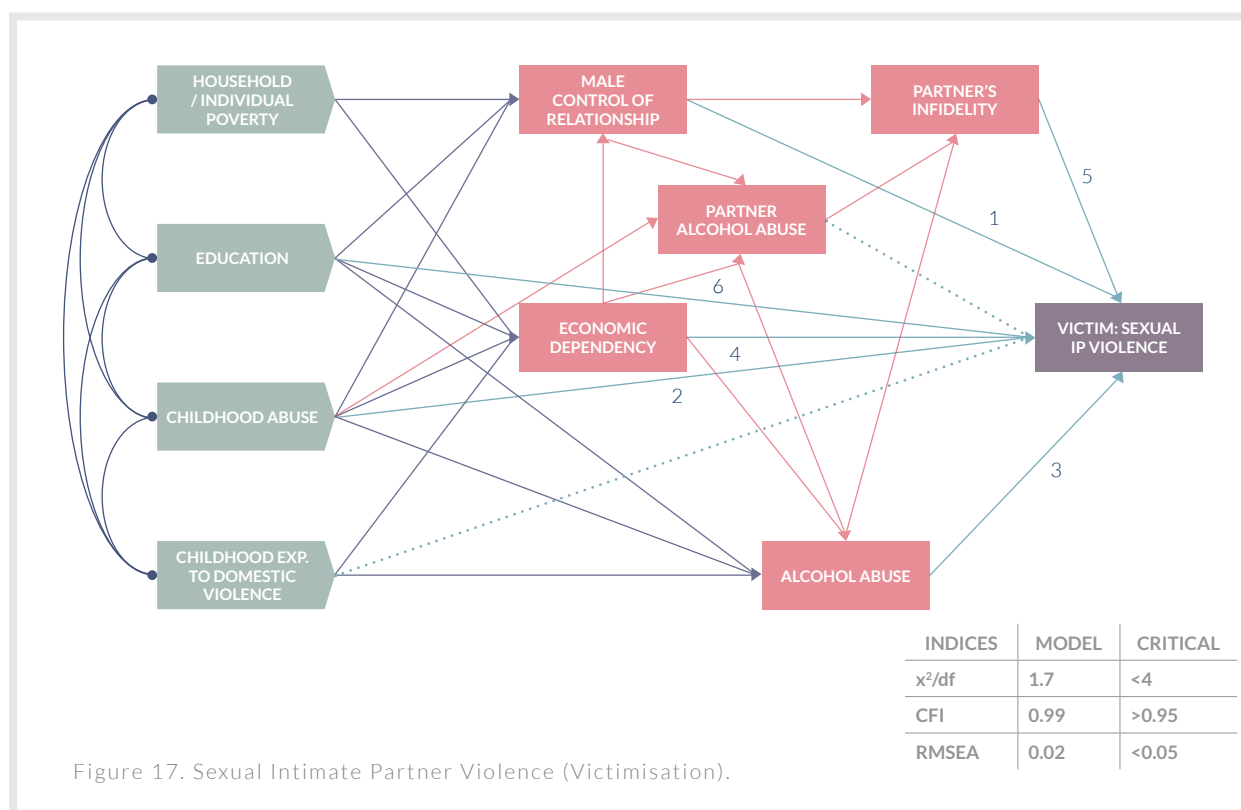 HOUSEHOLD
/ INDIVIDUAL
POVERTY
MALE
CONTROL OF
RELATIONSHIP
PARTNER'S
INFIDELITY
5
PARTNER
ALCOHOL ABUSE
1
EDUCATION
6
ECONOMIC
DEPENDENCY
VICTIM: SEXUAL
IP VIOLENCE
4
2
CHILDHOOD ABUSE
3
CHILDHOOD EXP.
TO DOMESTIC
VIOLENCE
ALCOHOL ABUSE
INDICES MODEL CRITICAL
x²/df 1.7 <4
CFI 0.99 >0.95
RMSEA 0.02 <0.05
Figure 17. Sexual Intimate Partner Violence (Victimisation).